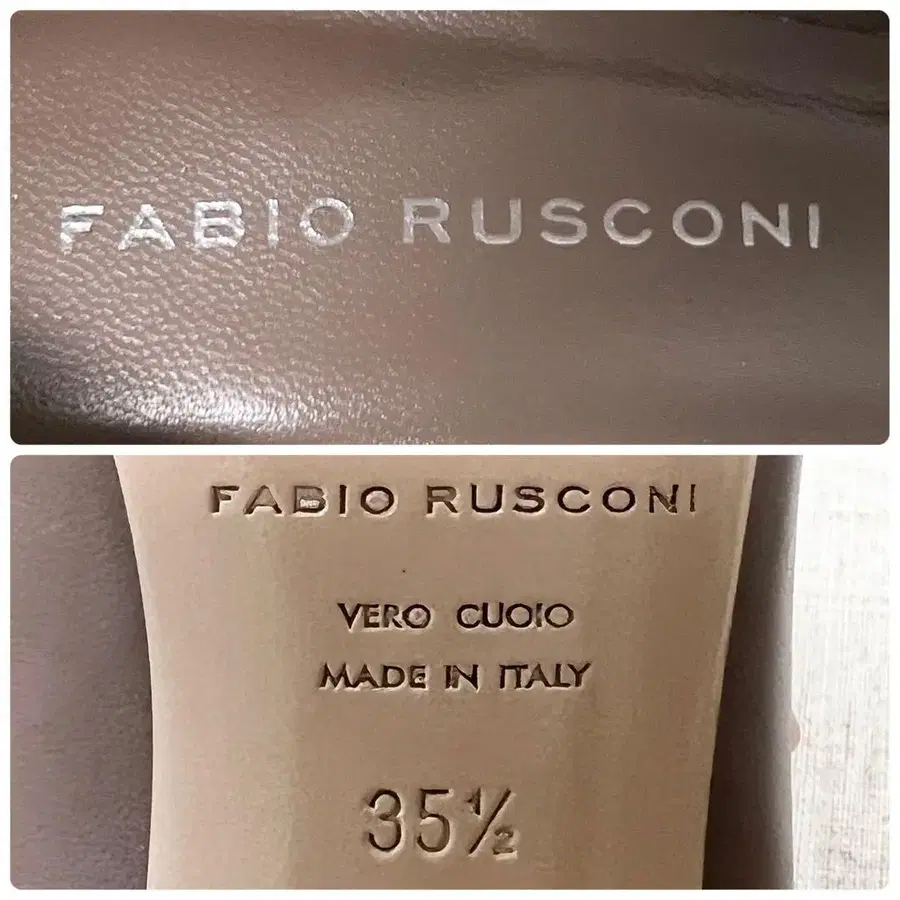 FABIO RUSCONI
FABIO RUSCONI
VERO CUOIO
MADE IN ITALY
35½